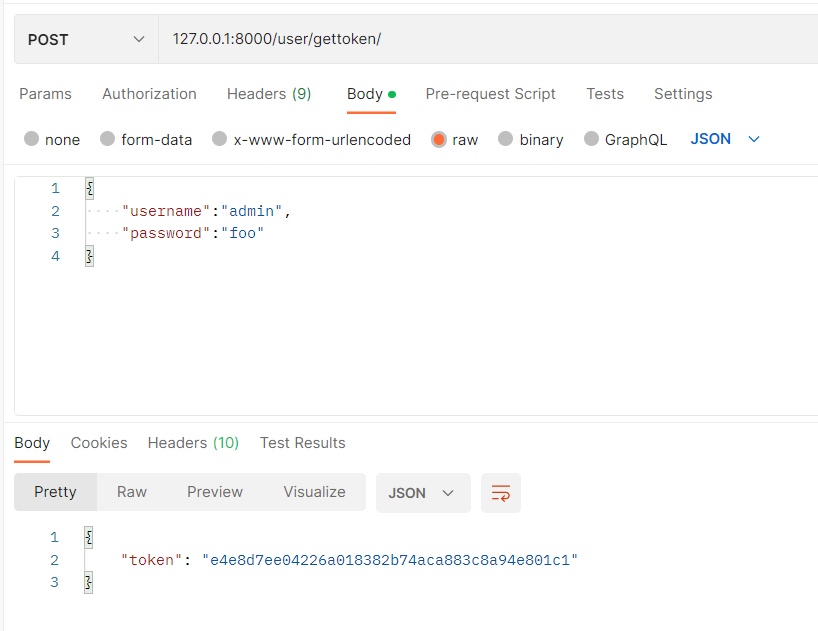 POST 127.0.0.1:8000/user/gettoken/
Params Authorization Headers (9) Body Pre-request Script Tests Settings
none form-data x-www-form-urlencoded raw binary GraphQL JSON
1 {
2 "username":"admin",
3 "password":"foo"
4 }
Body Cookies Headers (10) Test Results
Pretty Raw Preview Visualize JSON
1 {
2 "token": "e4e8d7ee04226a018382b74aca883c8a94e801c1"
3 }